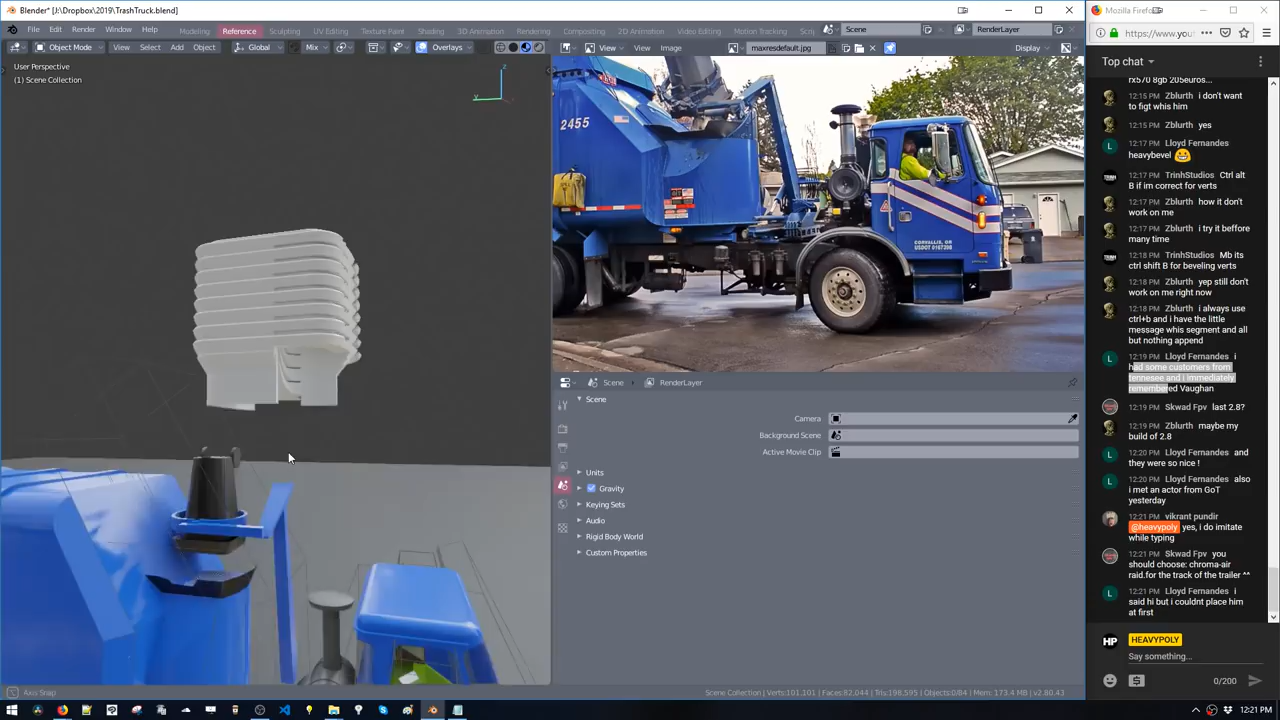 Blender* [J:\Dropbox\2019\TrashTruck.blend]
File Edit Render Window Help Modeling Reference Sculpting UV Editing Texture Paint Shading Animation Rendering Compositing 2D Animation Video Editing Scene RenderLayer
Object Mode View Select Add Object Global Mix Overlays View View Image maxresdefault.jpg Display
User Perspective
(1) Scene Collection
Z
Y
2455
CORVALLIS, OR
USDOT 0167258
Scene RenderLayer
Scene
Camera
Background Scene
Active Movie Clip
Units
Gravity
Keying Sets
Audio
Rigid Body World
Custom Properties
Axis Snap
Scene Collection | Verts:101,101 | Faces:82,044 | Tris:198,595 | Objects:0/84 | Mem: 173.4 MB | v2.80.43
Mozilla Firefox
https://www.you
Top chat
rx570 8gb 205euros...
12:15 PM Zblurth i don't want
to figt whis him
12:15 PM Zblurth yes
12:17 PM Lloyd Fernandes
heavybevel
12:17 PM TrinhStudios Ctrl alt
B if im correct for verts
12:17 PM Zblurth how it don't
work on me
12:17 PM Zblurth i try it beffore
many time
12:18 PM TrinhStudios Mb its
ctrl shift B for beveling verts
12:18 PM Zblurth yep still don't
work on me right now
12:18 PM Zblurth i always use
ctrl+b and i have the little
message whis segment and all
but nothing append
12:19 PM Lloyd Fernandes i
had some customers from
Tennesee and i immediately
remembered Vaughan
12:19 PM Skwad Fpv last 2.8?
12:19 PM Zblurth maybe my
build of 2.8
12:20 PM Lloyd Fernandes and
they were so nice !
12:20 PM Lloyd Fernandes also
i met an actor from GoT
yesterday
12:21 PM vikrant pundir
@heavypoly yes, i do imitate
while typing
12:21 PM Skwad Fpv you
should choose: chroma-air
raid.for the track of the trailer ^^
12:21 PM Lloyd Fernandes i
said hi but i couldnt place him
at first
HP HEAVYPOLY
Say something...
0/200
12:21 PM